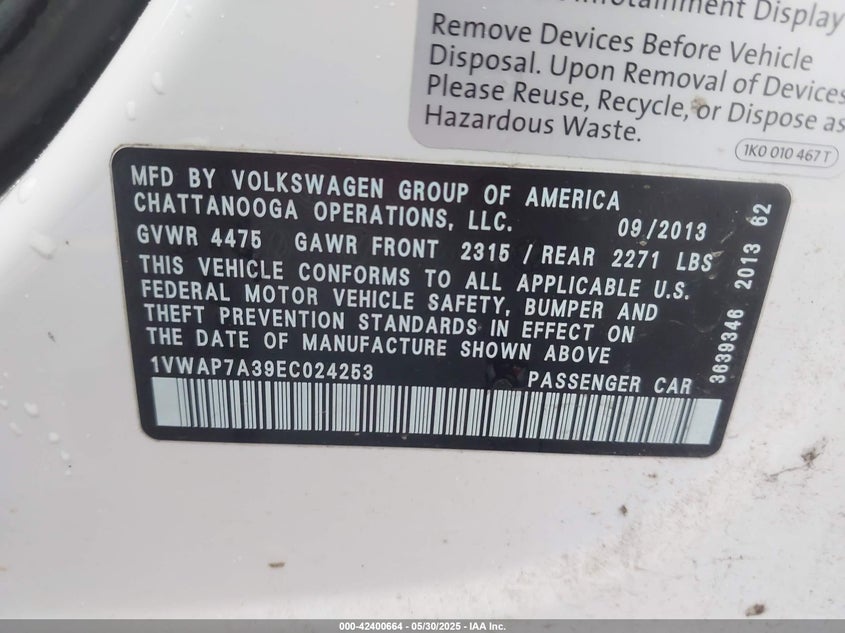 Infotainment Display
Remove Devices Before Vehicle
Disposal. Upon Removal of Devices
Please Reuse, Recycle, or Dispose as
Hazardous Waste.
1K0 010 467 T
MFD BY VOLKSWAGEN GROUP OF AMERICA
CHATTANOOGA OPERATIONS, LLC. 09/2013
GVWR 4475 GAWR FRONT 2315 / REAR 2271 LBS
THIS VEHICLE CONFORMS TO ALL APPLICABLE U.S.
FEDERAL MOTOR VEHICLE SAFETY, BUMPER AND
THEFT PREVENTION STANDARDS IN EFFECT ON
THE DATE OF MANUFACTURE SHOWN ABOVE
1VWAP7A39EC024253 PASSENGER CAR
3639346 2013 62
000-42400664 — 05/30/2025 — IAA Inc.